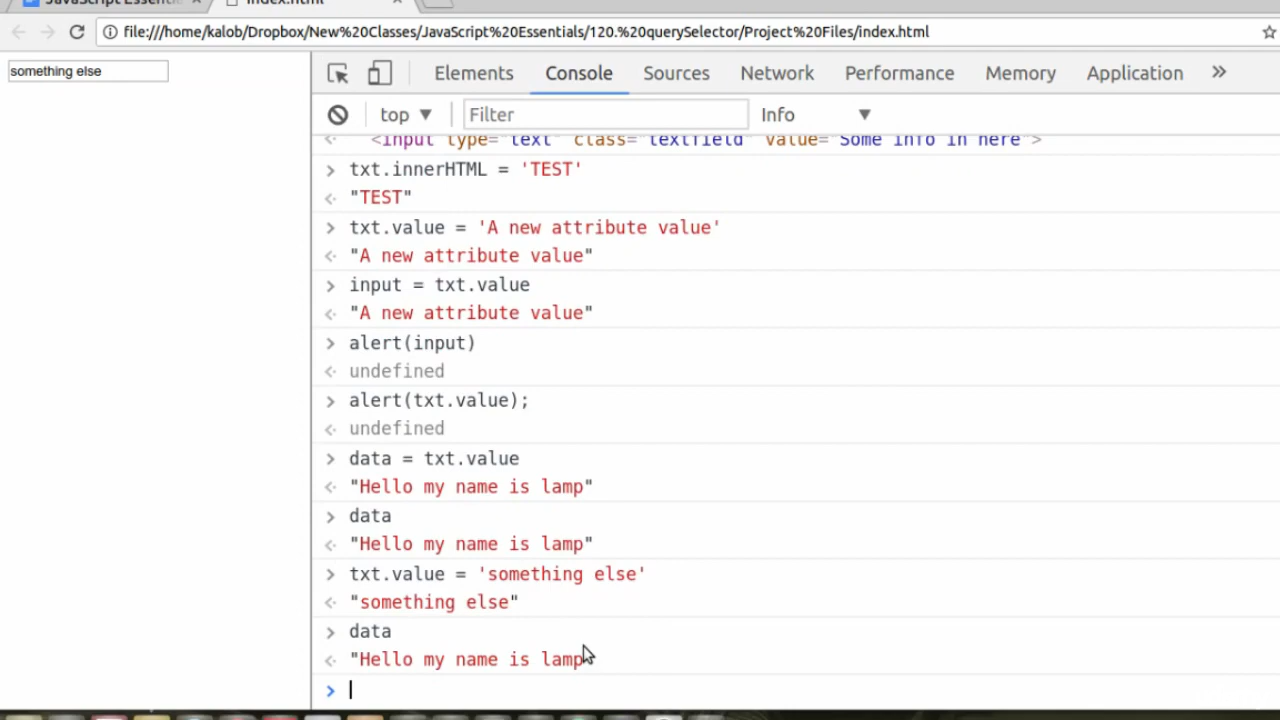 JavaScript Essenti
index.html
file:///home/kalob/Dropbox/New%20Classes/JavaScript%20Essentials/120.%20querySelector/Project%20Files/index.html
something else
Elements Console Sources Network Performance Memory Application »
top ▼ Filter Info ▼
<input type="text" class="textfield" value="Some info in here">
> txt.innerHTML = 'TEST'
"TEST"
> txt.value = 'A new attribute value'
"A new attribute value"
> input = txt.value
"A new attribute value"
> alert(input)
undefined
> alert(txt.value);
undefined
> data = txt.value
"Hello my name is lamp"
> data
"Hello my name is lamp"
> txt.value = 'something else'
"something else"
> data
"Hello my name is lamp
>